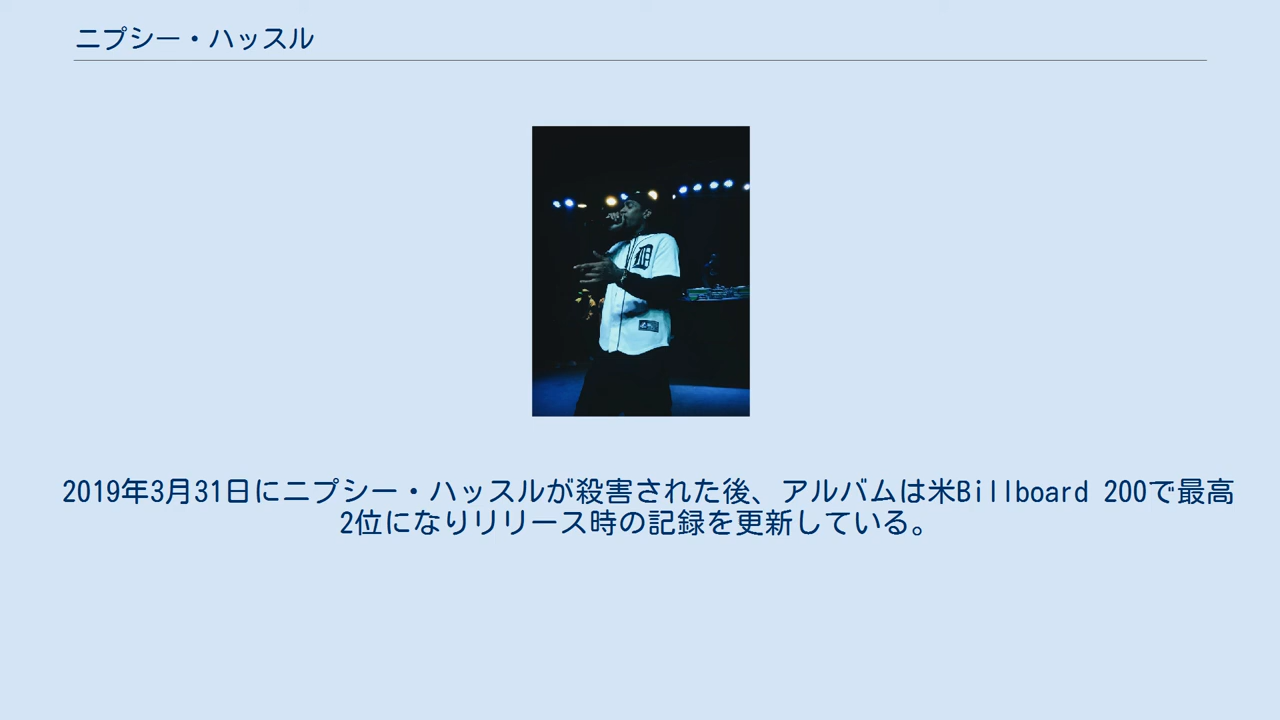 ニプシー・ハッスル
D
2019年3月31日にニプシー・ハッスルが殺害された後、アルバムは米Billboard 200で最高
2位になりリリース時の記録を更新している。